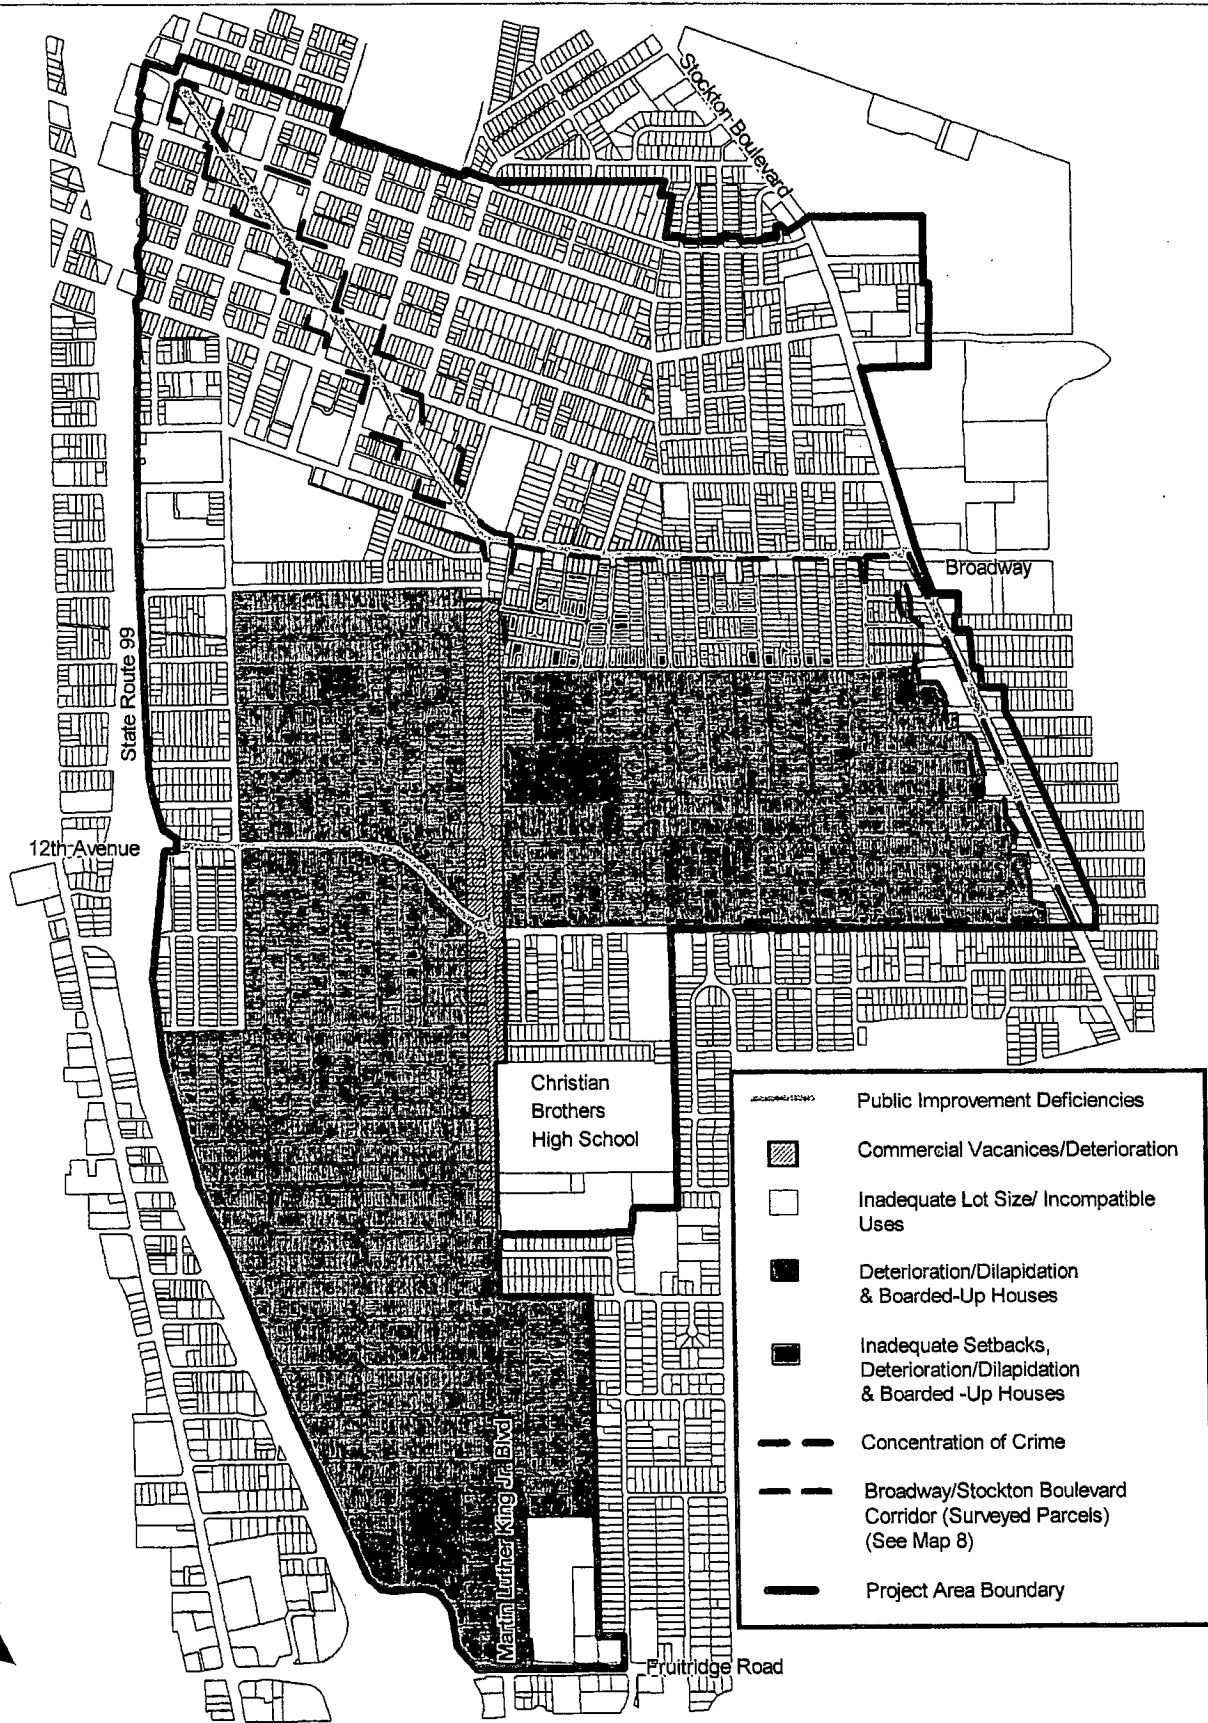 Stockton Boulevard
Broadway
State Route 99
12th Avenue
Christian
Brothers
High School
Martin Luther King Jr. Blvd
Fruitridge Road
Public Improvement Deficiencies
Commercial Vacanices/Deterioration
Inadequate Lot Size/ Incompatible
Uses
Deterioration/Dilapidation
& Boarded-Up Houses
Inadequate Setbacks,
Deterioration/Dilapidation
& Boarded -Up Houses
Concentration of Crime
Broadway/Stockton Boulevard
Corridor (Surveyed Parcels)
(See Map 8)
Project Area Boundary